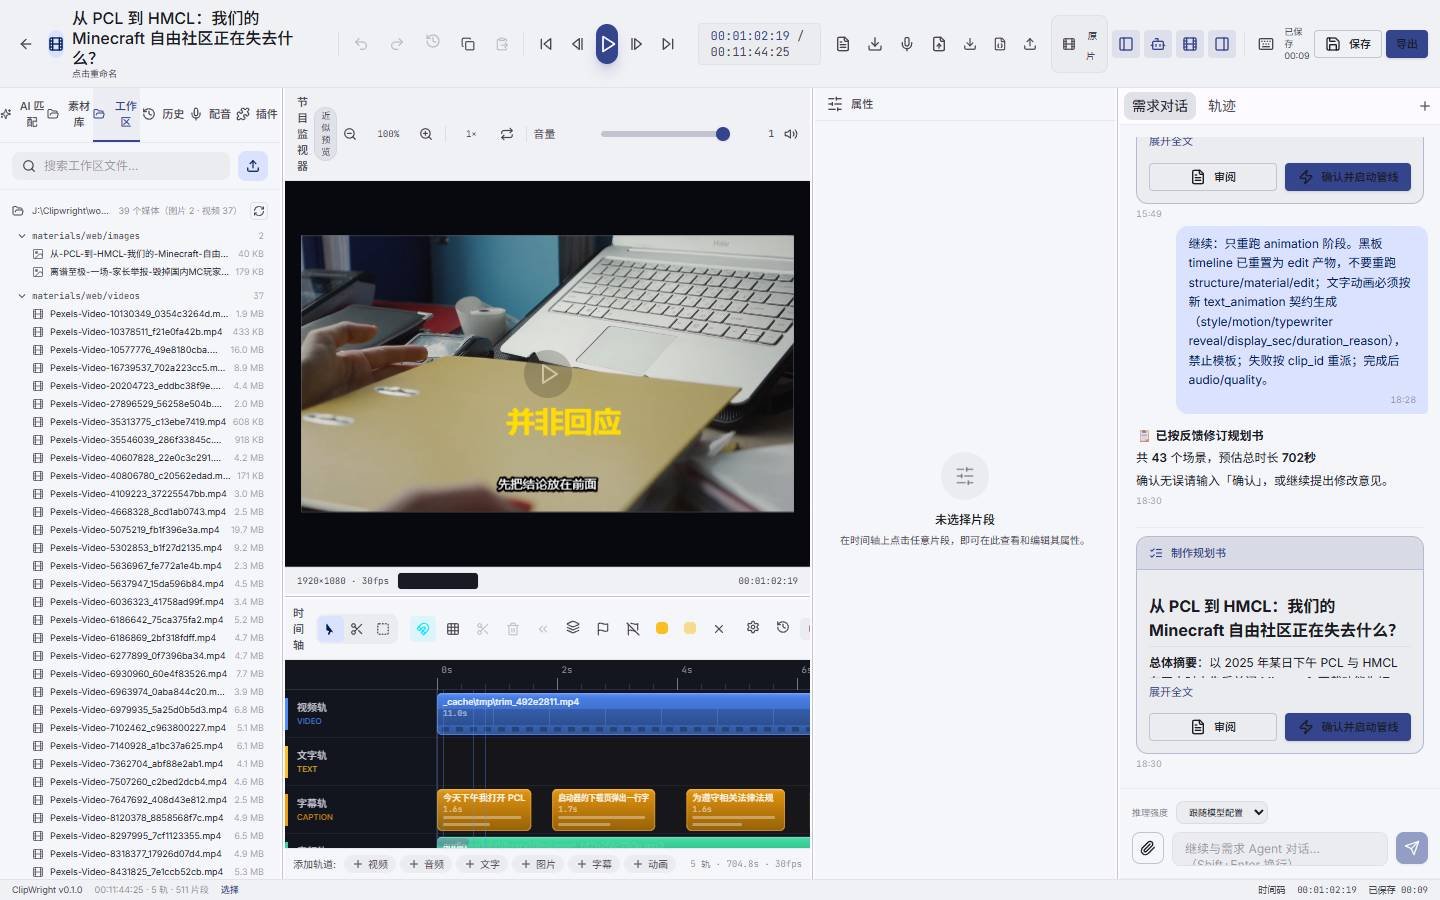 从 PCL 到 HMCL：我们的
Minecraft 自由社区正在失去什
么？
点击重命名
00:01:02:19 /
00:11:44:25
原
片
已保
存
00:09
保存
导出
AI 匹
配
素材
库
工作
区
历史
配音
插件
搜索工作区文件...
J:\Clipwright\wo...
39 个媒体（图片 2 · 视频 37）
materials/web/images 2
从-PCL-到-HMCL-我们的-Minecraft-自由... 40 KB
离谱至极-一场-家长举报-毁掉国内MC玩家... 179 KB
materials/web/videos 37
Pexels-Video-10130349_0354c3264d.m... 1.9 MB
Pexels-Video-10378511_f21e0fa42b.mp4 433 KB
Pexels-Video-10577776_49e8180cba.... 16.0 MB
Pexels-Video-16739537_702a223cc5.m... 8.9 MB
Pexels-Video-20204723_eddbc38f9e.... 4.4 MB
Pexels-Video-27896529_56258e504b.... 2.0 MB
Pexels-Video-35313775_c13ebe7419.mp4 608 KB
Pexels-Video-35546039_286f33845c.... 918 KB
Pexels-Video-40607828_22e0c3c291.... 4.2 MB
Pexels-Video-40806780_c20562edad.m... 171 KB
Pexels-Video-4109223_37225547bb.mp4 3.0 MB
Pexels-Video-4668328_8cd1ab0743.mp4 2.5 MB
Pexels-Video-5075219_fb1f396e3a.mp4 19.7 MB
Pexels-Video-5302853_b1f27d2135.mp4 9.2 MB
Pexels-Video-5636967_fe772a1e4b.mp4 2.3 MB
Pexels-Video-5637947_15da596b84.mp4 4.5 MB
Pexels-Video-6036323_41758ad99f.mp4 3.4 MB
Pexels-Video-6186642_75ca375fa2.mp4 5.2 MB
Pexels-Video-6186869_2bf318fdff.mp4 4.7 MB
Pexels-Video-6277899_0f7396ba34.mp4 4.7 MB
Pexels-Video-6930960_60e4f83526.mp4 7.7 MB
Pexels-Video-6963974_0aba844c20.m... 3.9 MB
Pexels-Video-6979935_5a25d0b5d3.mp4 6.8 MB
Pexels-Video-7102462_c963800227.mp4 5.1 MB
Pexels-Video-7140928_a1bc37a625.mp4 6.1 MB
Pexels-Video-7362704_abf88e2ab1.mp4 4.1 MB
Pexels-Video-7507260_c2bed2dcb4.mp4 4.6 MB
Pexels-Video-7647692_408d43e812.mp4 2.5 MB
Pexels-Video-8120378_8858568f7c.mp4 4.9 MB
Pexels-Video-8297995_7cf1123355.mp4 6.5 MB
Pexels-Video-8318377_17926d07d4.mp4 4.9 MB
Pexels-Video-8431825_7e1ccb52cb.mp4 5.3 MB
节
目
监
视
器
近
似
预
览
100%
1×
音量
1
并非回应
先把结论放在前面
1920×1080 · 30fps
00:01:02:19
时
间
轴
0s
2s
4s
6s
视频轨
VIDEO
_cache\tmp\trim_492e2811.mp4
11.0s
文字轨
TEXT
字幕轨
CAPTION
今天下午我打开 PCL
1.6s
启动器的下载页弹出一行字
1.7s
为遵守相关法律法规
1.6s
添加轨道:
视频
音频
文字
图片
字幕
动画
5 轨 · 704.8s · 30fps
属性
未选择片段
在时间轴上点击任意片段，即可在此查看和编辑其属性。
需求对话
轨迹
展开全文
审阅
确认并启动管线
15:49
继续：只重跑 animation 阶段。黑板
timeline 已重置为 edit 产物，不要重跑
structure/material/edit；文字动画必须按
新 text_animation 契约生成
（style/motion/typewriter
reveal/display_sec/duration_reason），
禁止模板；失败按 clip_id 重派；完成后
audio/quality。
18:28
已按反馈修订规划书
共 43 个场景，预估总时长 702秒
确认无误请输入「确认」，或继续提出修改意见。
18:30
制作规划书
从 PCL 到 HMCL：我们的
Minecraft 自由社区正在失去什么？
总体摘要：以 2025 年某日下午 PCL 与 HMCL
展开全文
审阅
确认并启动管线
18:30
推理强度
跟随模型配置
继续与需求 Agent 对话...
（Shift+Enter 换行）
ClipWright v0.1.0
00:11:44:25 · 5 轨 · 511 片段
选择
时间码 00:01:02:19
已保存 00:09